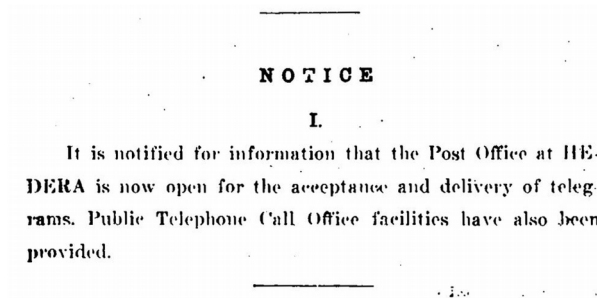 NOTICE
I.
It is notified for information that the Post Office at HE-
DERA is now open for the acceptance and delivery of teleg-
rams. Public Telephone Call Office facilities have also been
provided.